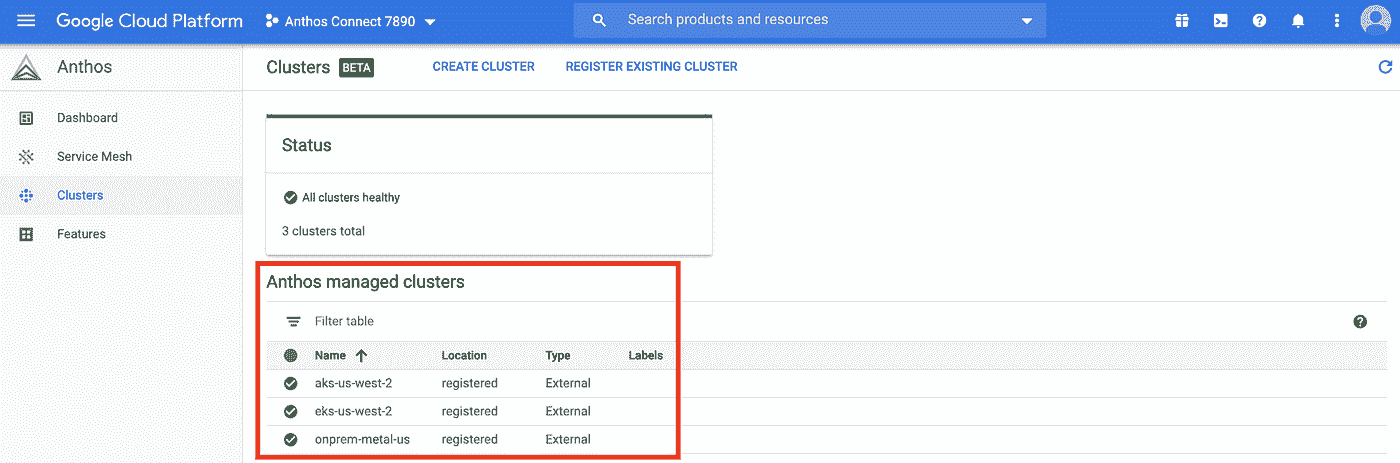 Google Cloud Platform Anthos Connect 7890 Search products and resources
Anthos
Clusters BETA CREATE CLUSTER REGISTER EXISTING CLUSTER
Dashboard
Service Mesh
Clusters
Features
Status
All clusters healthy
3 clusters total
Anthos managed clusters
Filter table
Name Location Type Labels
aks-us-west-2 registered External
eks-us-west-2 registered External
onprem-metal-us registered External